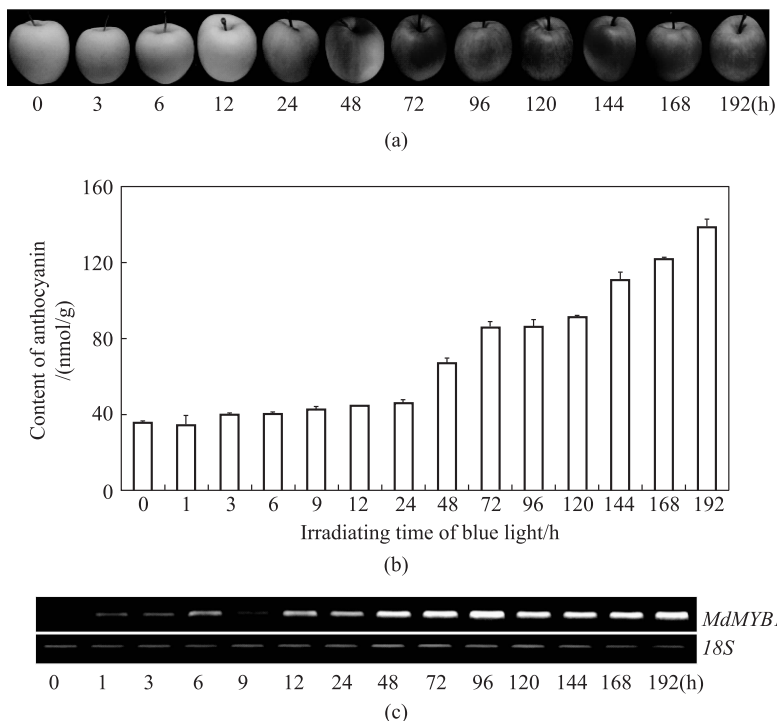 0 3 6 12 24 48 72 96 120 144 168 192(h)
(a)
160
120
80
40
0
Content of anthocyanin
/(nmol/g)
0 1 3 6 9 12 24 48 72 96 120 144 168 192
Irradiating time of blue light/h
(b)
MdMYB1
18S
0 1 3 6 9 12 24 48 72 96 120 144 168 192(h)
(c)